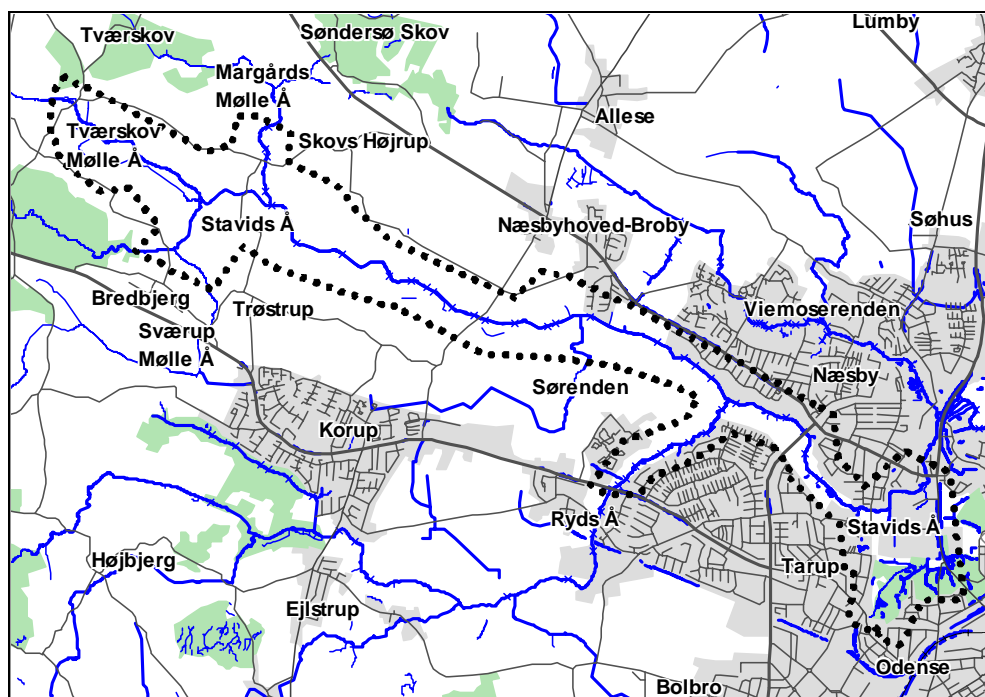 Lumby
Tværskov
Søndersø Skov
Margårds
Mølle Å
Allese
Tværskov
Mølle Å
Skovs Højrup
Stavids Å
Næsbyhoved-Broby
Søhus
Bredbjerg
Trøstrup
Viemoserenden
Sværup
Mølle Å
Sørenden
Næsby
Korup
Ryds Å
Stavids Å
Højbjerg
Tarup
Ejlstrup
Odense
Bolbro